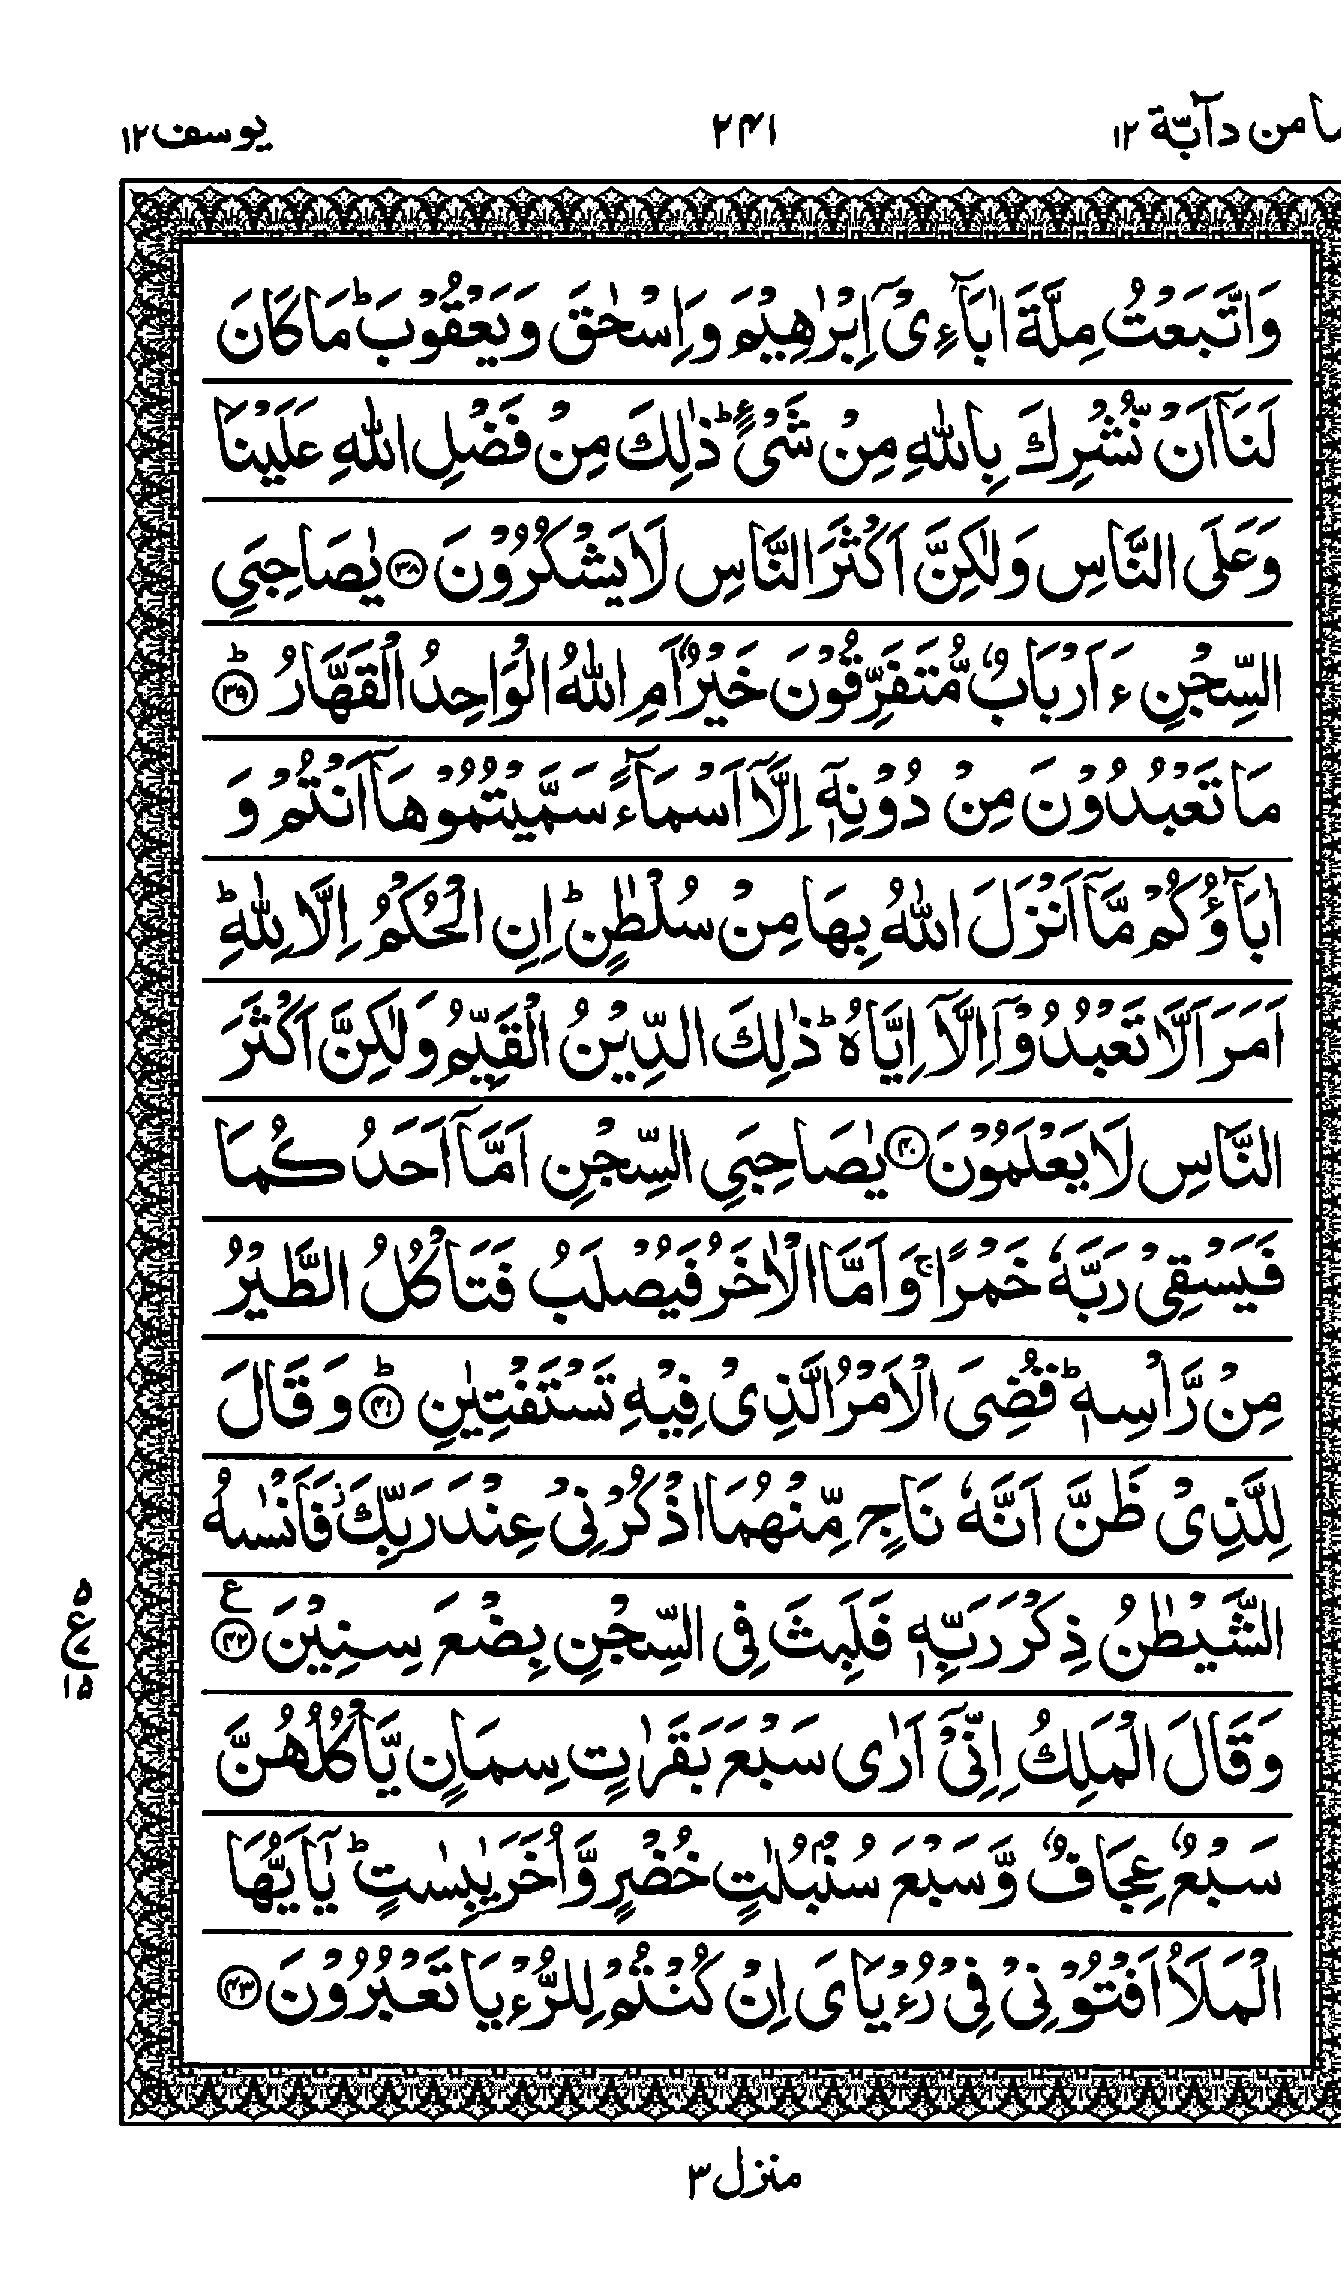 ما من دآبّة ١٢
٢٤١
يوسف ١٢
وَاتَّبَعْتُ مِلَّةَ اٰبَآءِىْٓ اِبْرٰهِيْمَ وَاِسْحٰقَ وَيَعْقُوْبَ ؕ مَا كَانَ
لَنَآ اَنْ نُّشْرِكَ بِاللّٰهِ مِنْ شَىْءٍ ؕ ذٰلِكَ مِنْ فَضْلِ اللّٰهِ عَلَيْنَا
وَعَلَى النَّاسِ وَلٰكِنَّ اَكْثَرَ النَّاسِ لَا يَشْكُرُوْنَ ﴿۳۸﴾ يٰصَاحِبَىِ
السِّجْنِ ءَاَرْبَابٌ مُّتَفَرِّقُوْنَ خَيْرٌ اَمِ اللّٰهُ الْوَاحِدُ الْقَهَّارُ ؕ﴿۳۹﴾
مَا تَعْبُدُوْنَ مِنْ دُوْنِهٖٓ اِلَّاۤ اَسْمَآءً سَمَّيْتُمُوْهَاۤ اَنْتُمْ وَ
اٰبَآؤُكُمْ مَّاۤ اَنْزَلَ اللّٰهُ بِهَا مِنْ سُلْطٰنٍ ؕ اِنِ الْحُكْمُ اِلَّا لِلّٰهِ ؕ
اَمَرَ اَلَّا تَعْبُدُوْۤا اِلَّاۤ اِيَّاهُ ؕ ذٰلِكَ الدِّيْنُ الْقَيِّمُ وَلٰكِنَّ اَكْثَرَ
النَّاسِ لَا يَعْلَمُوْنَ ﴿۴۰﴾ يٰصَاحِبَىِ السِّجْنِ اَمَّاۤ اَحَدُكُمَا
فَيَسْقِىْ رَبَّهٗ خَمْرًا ۚ وَاَمَّا الْاٰخَرُ فَيُصْلَبُ فَتَاْكُلُ الطَّيْرُ
مِنْ رَّاْسِهٖ ؕ قُضِىَ الْاَمْرُ الَّذِىْ فِيْهِ تَسْتَفْتِيٰنِ ؕ﴿۴۱﴾ وَقَالَ
لِلَّذِىْ ظَنَّ اَنَّهٗ نَاجٍ مِّنْهُمَا اذْكُرْنِىْ عِنْدَ رَبِّكَ ز فَاَنْسٰىهُ
الشَّيْطٰنُ ذِكْرَ رَبِّهٖ فَلَبِثَ فِى السِّجْنِ بِضْعَ سِنِيْنَ ؑ﴿۴۲﴾
٥
ع
١٥
وَقَالَ الْمَلِكُ اِنِّىْۤ اَرٰى سَبْعَ بَقَرٰتٍ سِمَانٍ يَّاْكُلُهُنَّ
سَبْعٌ عِجَافٌ وَّسَبْعَ سُنْۢبُلٰتٍ خُضْرٍ وَّاُخَرَ يٰبِسٰتٍ ؕ يٰۤاَيُّهَا
الْمَلَاُ اَفْتُوْنِىْ فِىْ رُءْيَاىَ اِنْ كُنْتُمْ لِلرُّءْيَا تَعْبُرُوْنَ ﴿۴۳﴾
منزل ٣